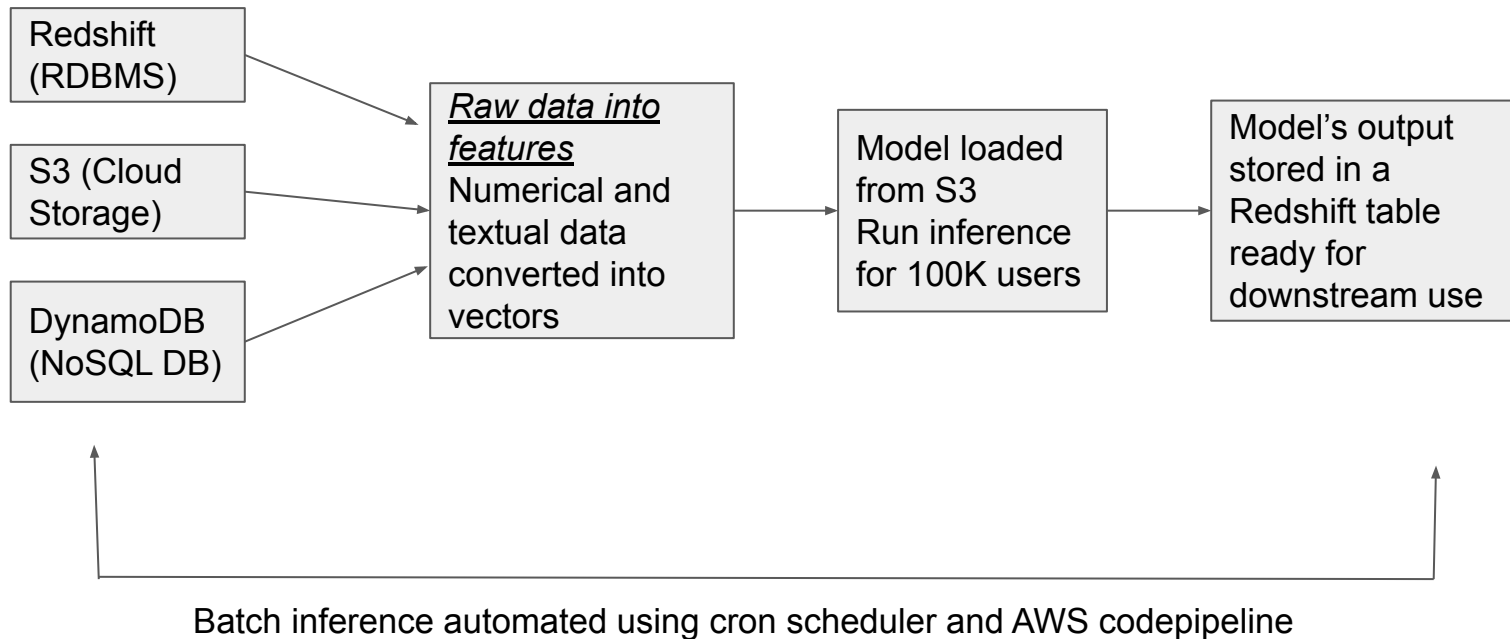 Redshift
(RDBMS)
S3 (Cloud
Storage)
DynamoDB
(NoSQL DB)
Raw data into
features
Numerical and
textual data
converted into
vectors
Model loaded
from S3
Run inference
for 100K users
Model’s output
stored in a
Redshift table
ready for
downstream use
Batch inference automated using cron scheduler and AWS codepipeline